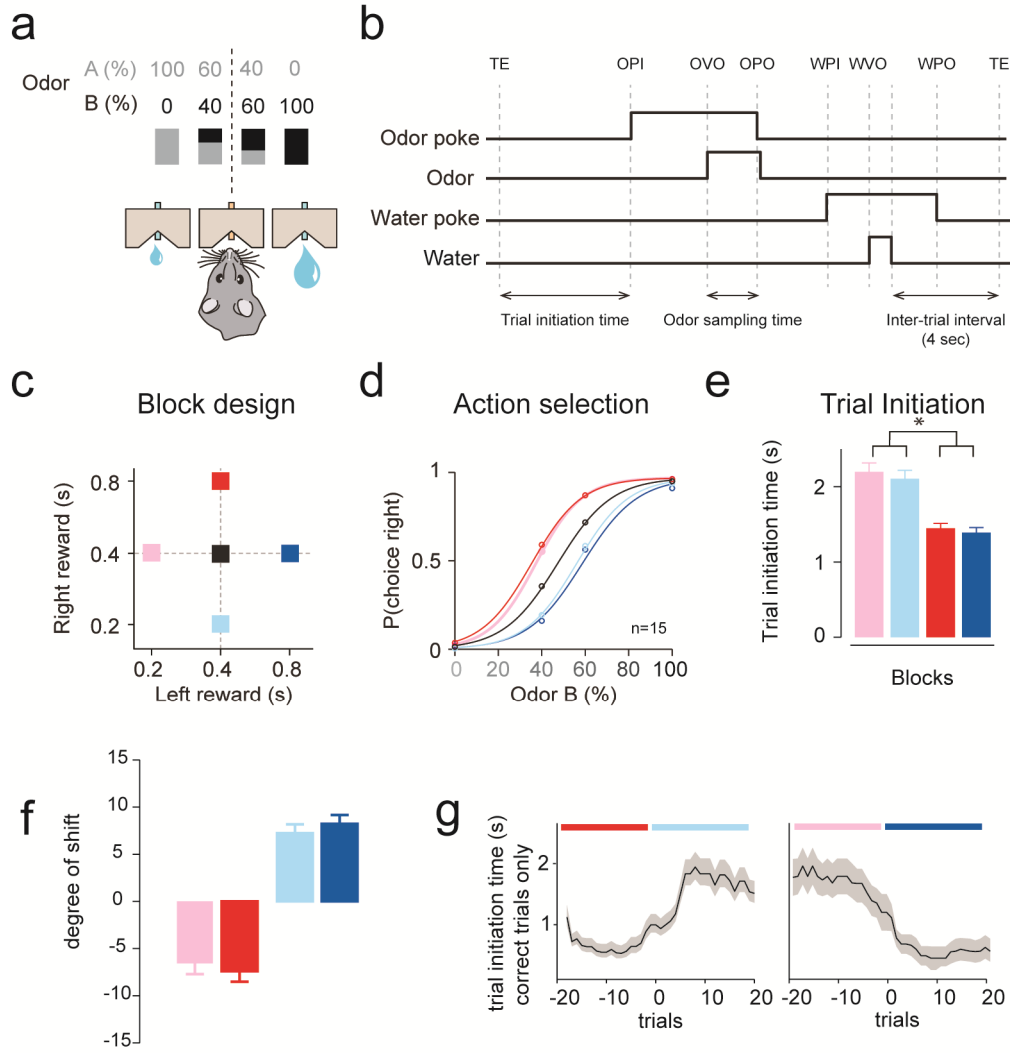 a
Odor
A (%) 100 60 40 0
B (%) 0 40 60 100
b
TE OPI OVO OPO WPI WVO WPO TE
Odor poke
Odor
Water poke
Water
Trial initiation time
Odor sampling time
Inter-trial interval
(4 sec)
c
Block design
Right reward (s)
0.8
0.4
0.2
0.2 0.4 0.8
Left reward (s)
d
Action selection
P(choice right)
1
0.5
0
n=15
0 20 40 60 80 100
Odor B (%)
e
Trial Initiation
*
Trial initiation time (s)
2
1
0
Blocks
f
degree of shift
15
10
5
0
-5
-10
-15
g
trial initiation time (s)
correct trials only
2
1
-20 -10 0 10 20
trials
-20 -10 0 10 20
trials